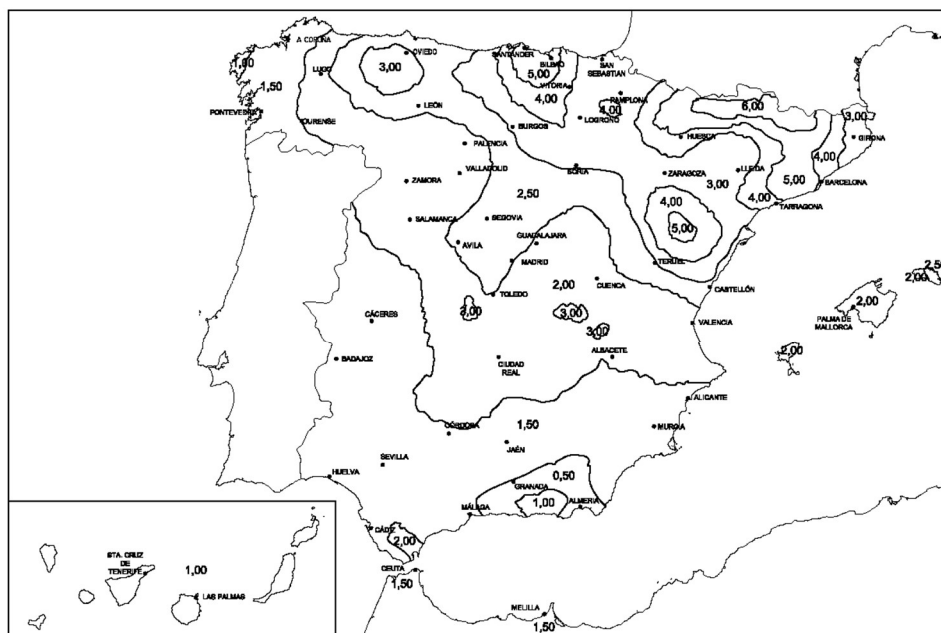 A CORUÑA
OVIEDO
SANTANDER
BILBAO
SAN
SEBASTIAN
1,00
LUGO
3,00
5,00
1,50
VITORIA
PAMPLONA
4,00
4,00
6,00
PONTEVEDRA
LEÓN
3,00
OURENSE
BURGOS
LOGROÑO
HUESCA
GIRONA
PALENCIA
4,00
ZAMORA
VALLADOLID
SORIA
ZARAGOZA
LLEIDA
3,00
5,00
BARCELONA
2,50
4,00
4,00
TARRAGONA
SALAMANCA
SEGOVIA
5,00
AVILA
GUADALAJARA
MADRID
TERUEL
2,5
2,00
TOLEDO
2,00
CUENCA
CASTELLÓN
3,00
3,00
2,00
CÁCERES
3,00
VALENCIA
PALMA DE
MALLORCA
BADAJOZ
CIUDAD
REAL
ALBACETE
2,00
ALICANTE
CÓRDOBA
1,50
MURCIA
JAÉN
SEVILLA
HUELVA
0,50
GRANADA
MÁLAGA
1,00
ALMERIA
CÁDIZ
2,00
CEUTA
1,50
STA. CRUZ
DE
TENERIFE
1,00
LAS PALMAS
MELILLA
1,50